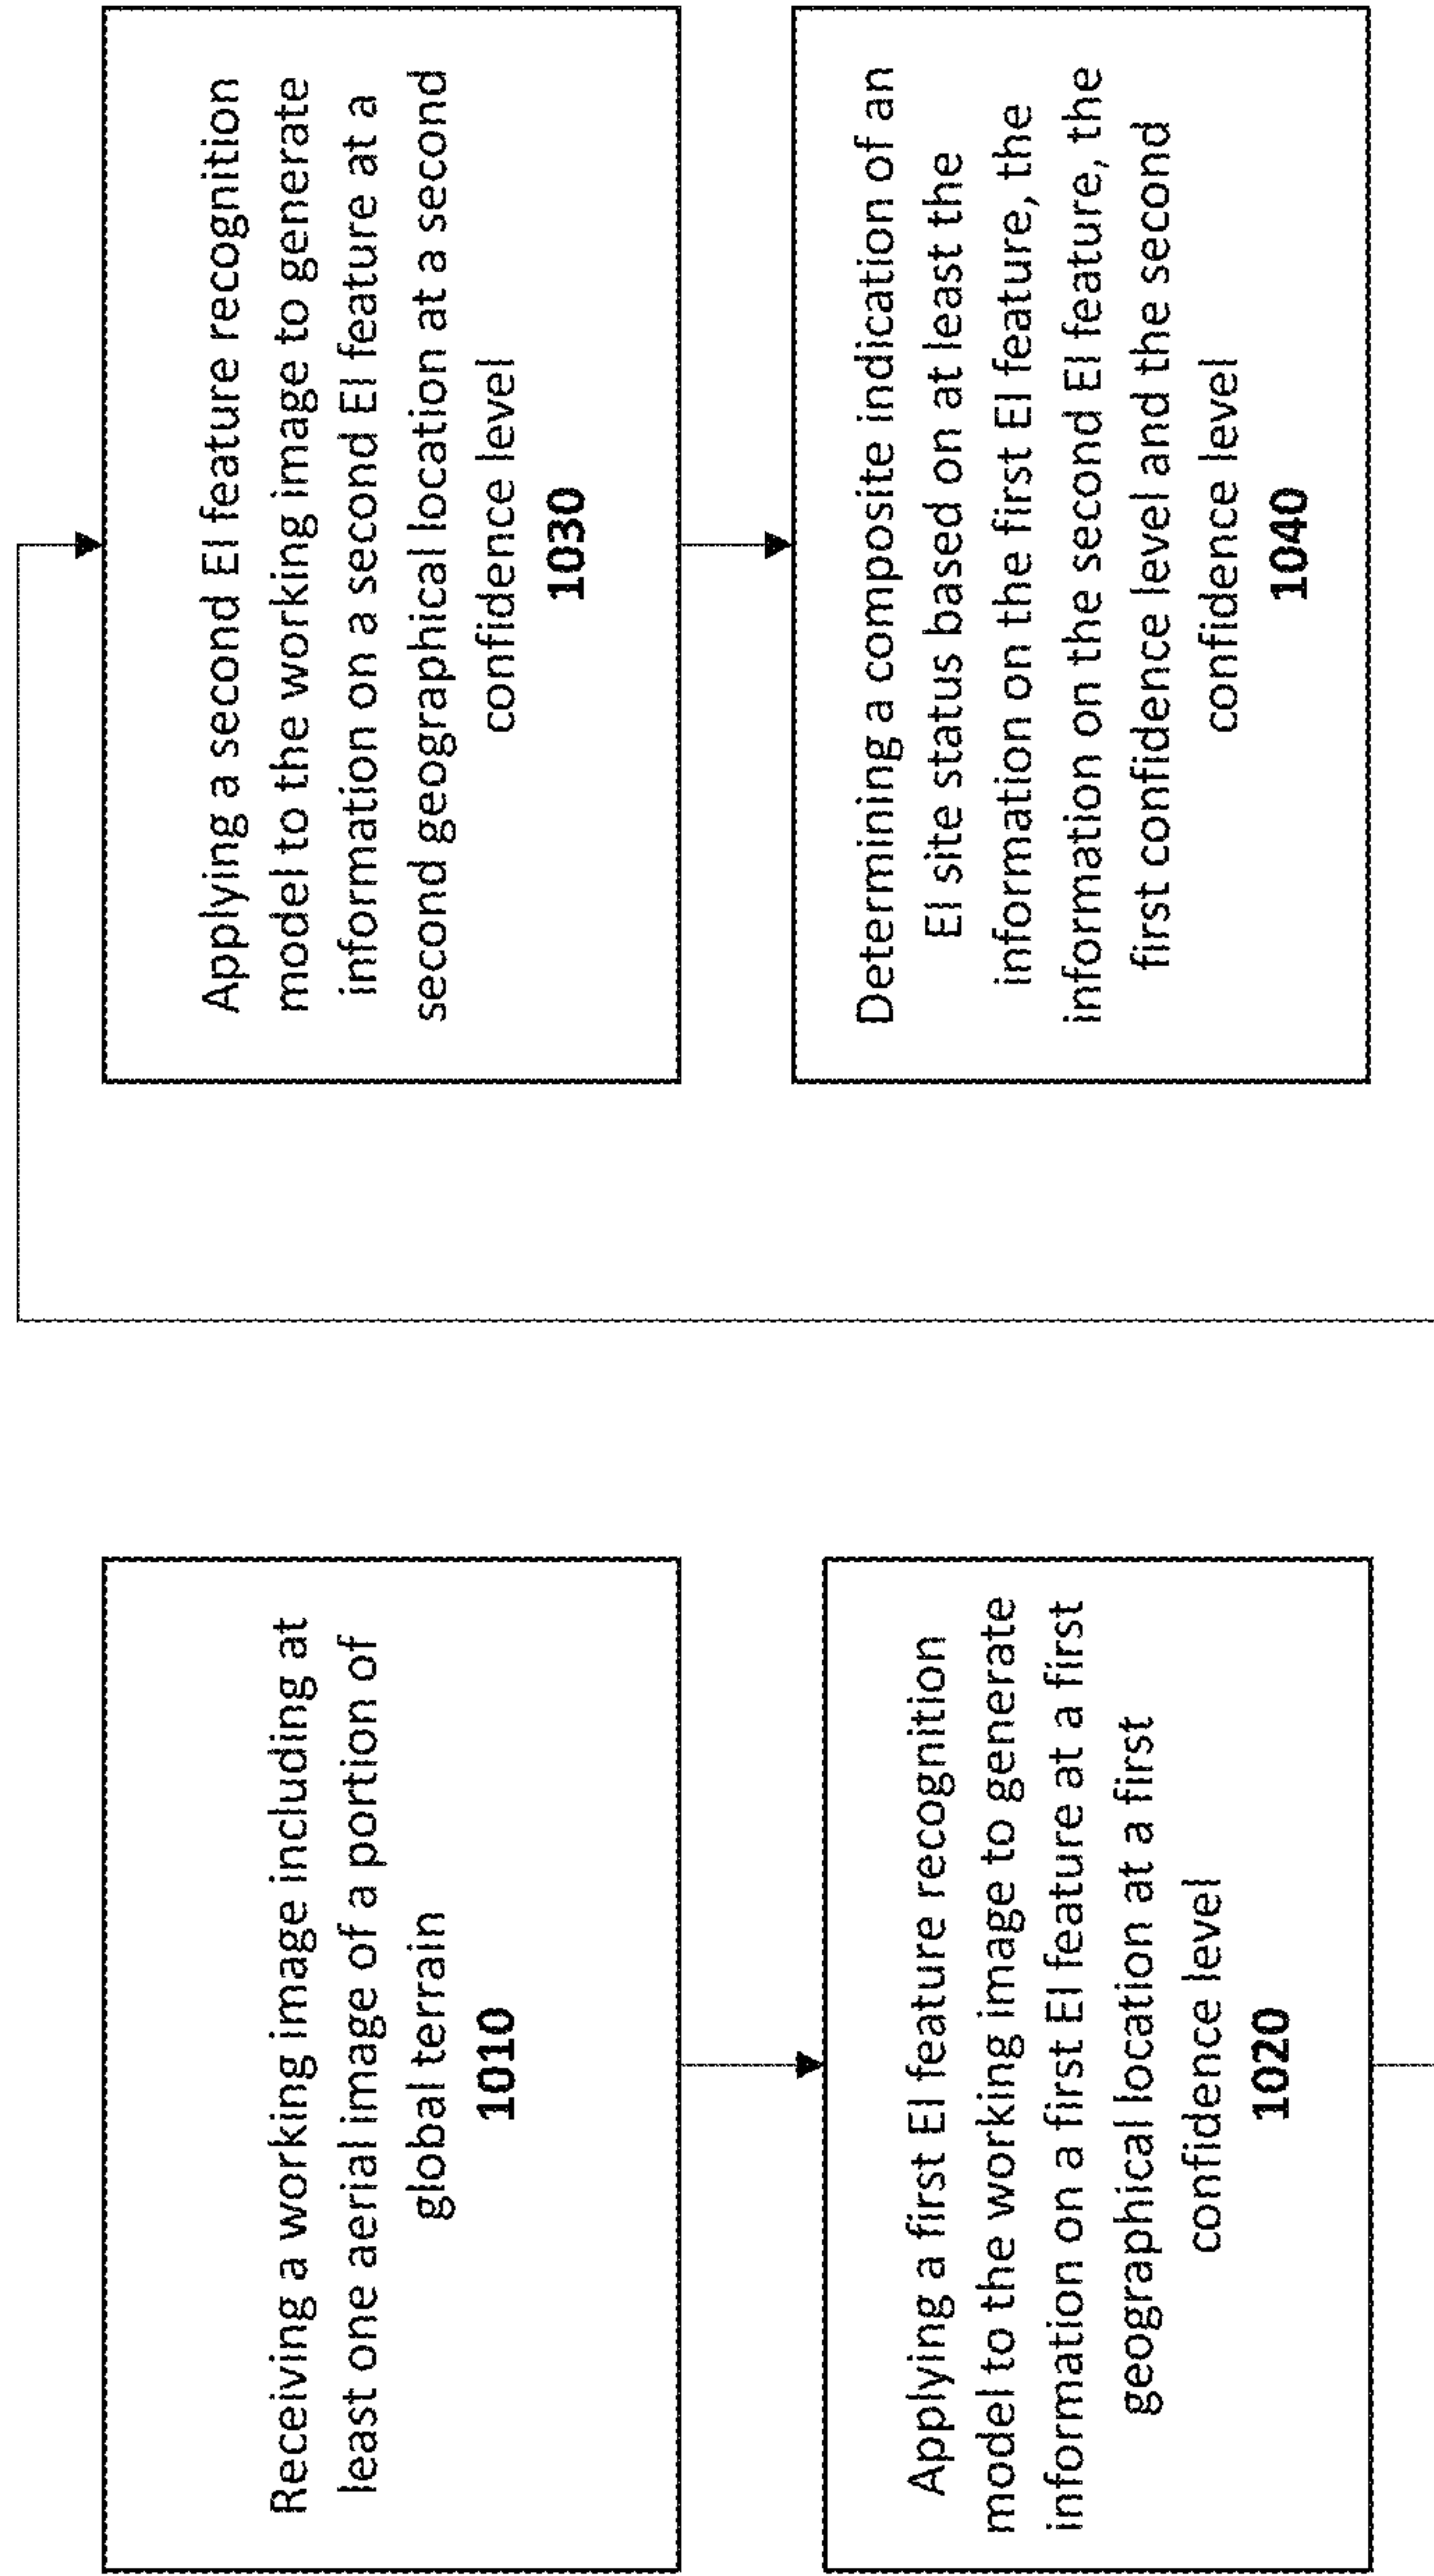 Receiving a working image including at
least one aerial image of a portion of
global terrain
1010
Applying a first EI feature recognition
model to the working image to generate
information on a first EI feature at a first
geographical location at a first
confidence level
1020
Applying a second EI feature recognition
model to the working image to generate
information on a second EI feature at a
second geographical location at a second
confidence level
1030
Determining a composite indication of an
EI site status based on at least the
information on the first EI feature, the
information on the second EI feature, the
first confidence level and the second
confidence level
1040